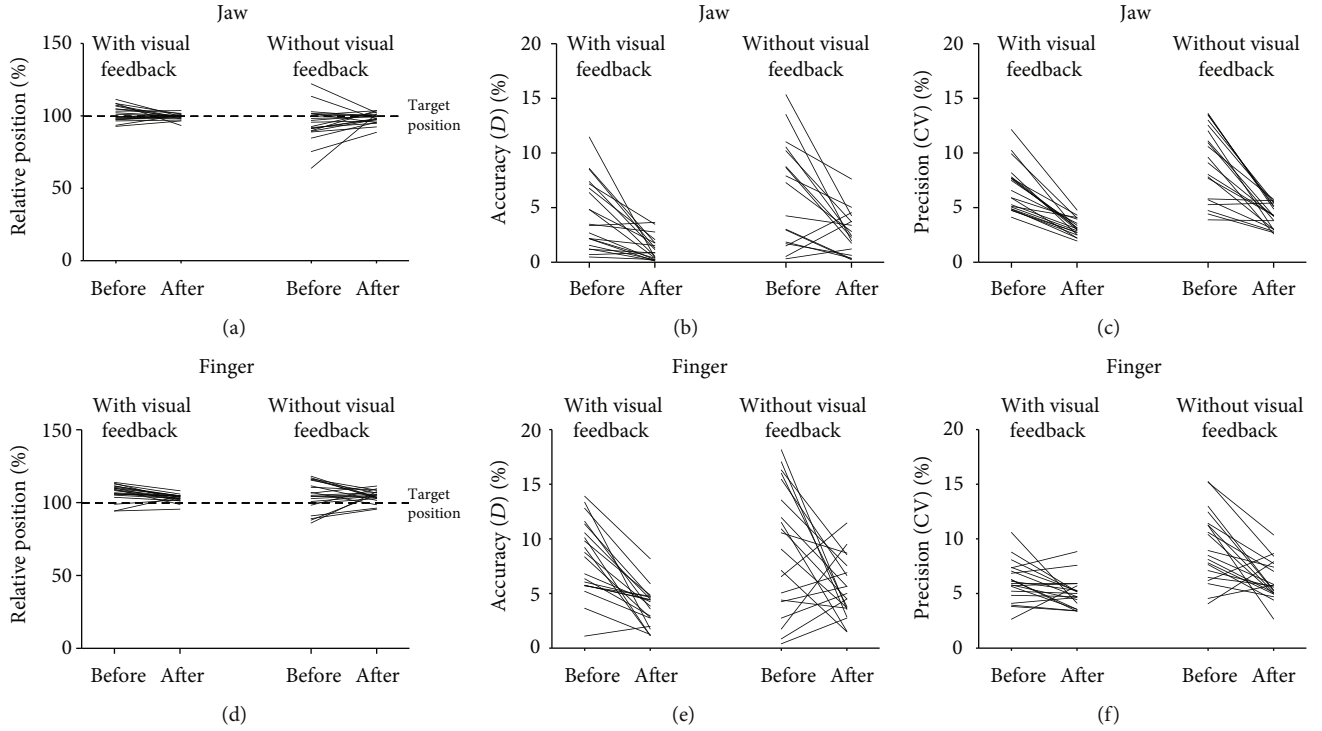 Jaw
Relative position (%)
150
100
50
0
With visual
feedback
Without visual
feedback
Target
position
Before After
Before After
(a)
Jaw
Accuracy (D) (%)
20
15
10
5
0
With visual
feedback
Without visual
feedback
Before After
Before After
(b)
Jaw
Precision (CV) (%)
20
15
10
5
0
With visual
feedback
Without visual
feedback
Before After
Before After
(c)
Finger
Relative position (%)
150
100
50
0
With visual
feedback
Without visual
feedback
Target
position
Before After
Before After
(d)
Finger
Accuracy (D) (%)
20
15
10
5
0
With visual
feedback
Without visual
feedback
Before After
Before After
(e)
Finger
Precision (CV) (%)
20
15
10
5
0
With visual
feedback
Without visual
feedback
Before After
Before After
(f)